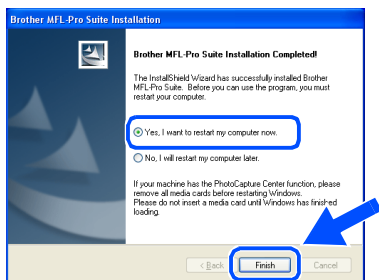 Brother MFL-Pro Suite Installation
Brother MFL-Pro Suite Installation Completed!
The InstallShield Wizard has successfully installed Brother
MFL-Pro Suite. Before you can use the program, you must
restart your computer.
Yes, I want to restart my computer now.
No, I will restart my computer later.
If your machine has the PhotoCapture Center function, please
remove all media cards before restarting Windows.
Please do not insert a media card until Windows has finished
loading.
< Back Finish Cancel